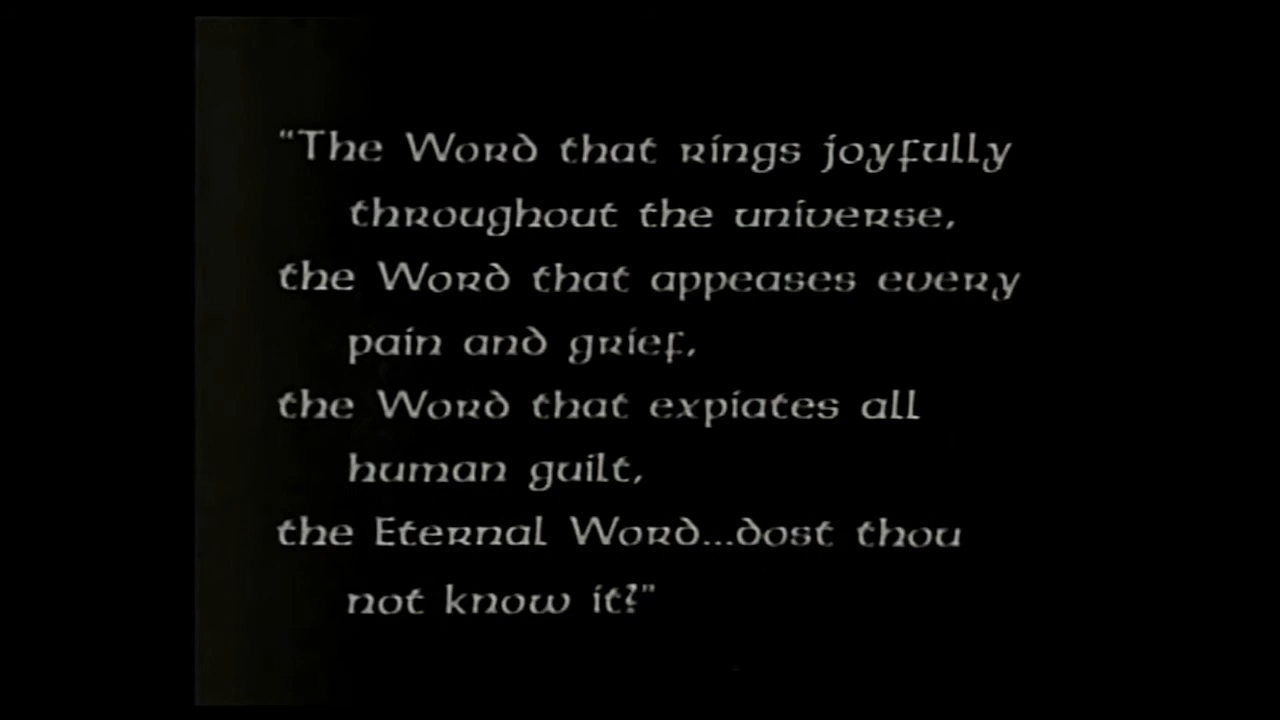 “The Word that rings joyfully
throughout the universe,
the Word that appeases every
pain and grief,
the Word that expiates all
human guilt,
the Eternal Word...dost thou
not know it?"